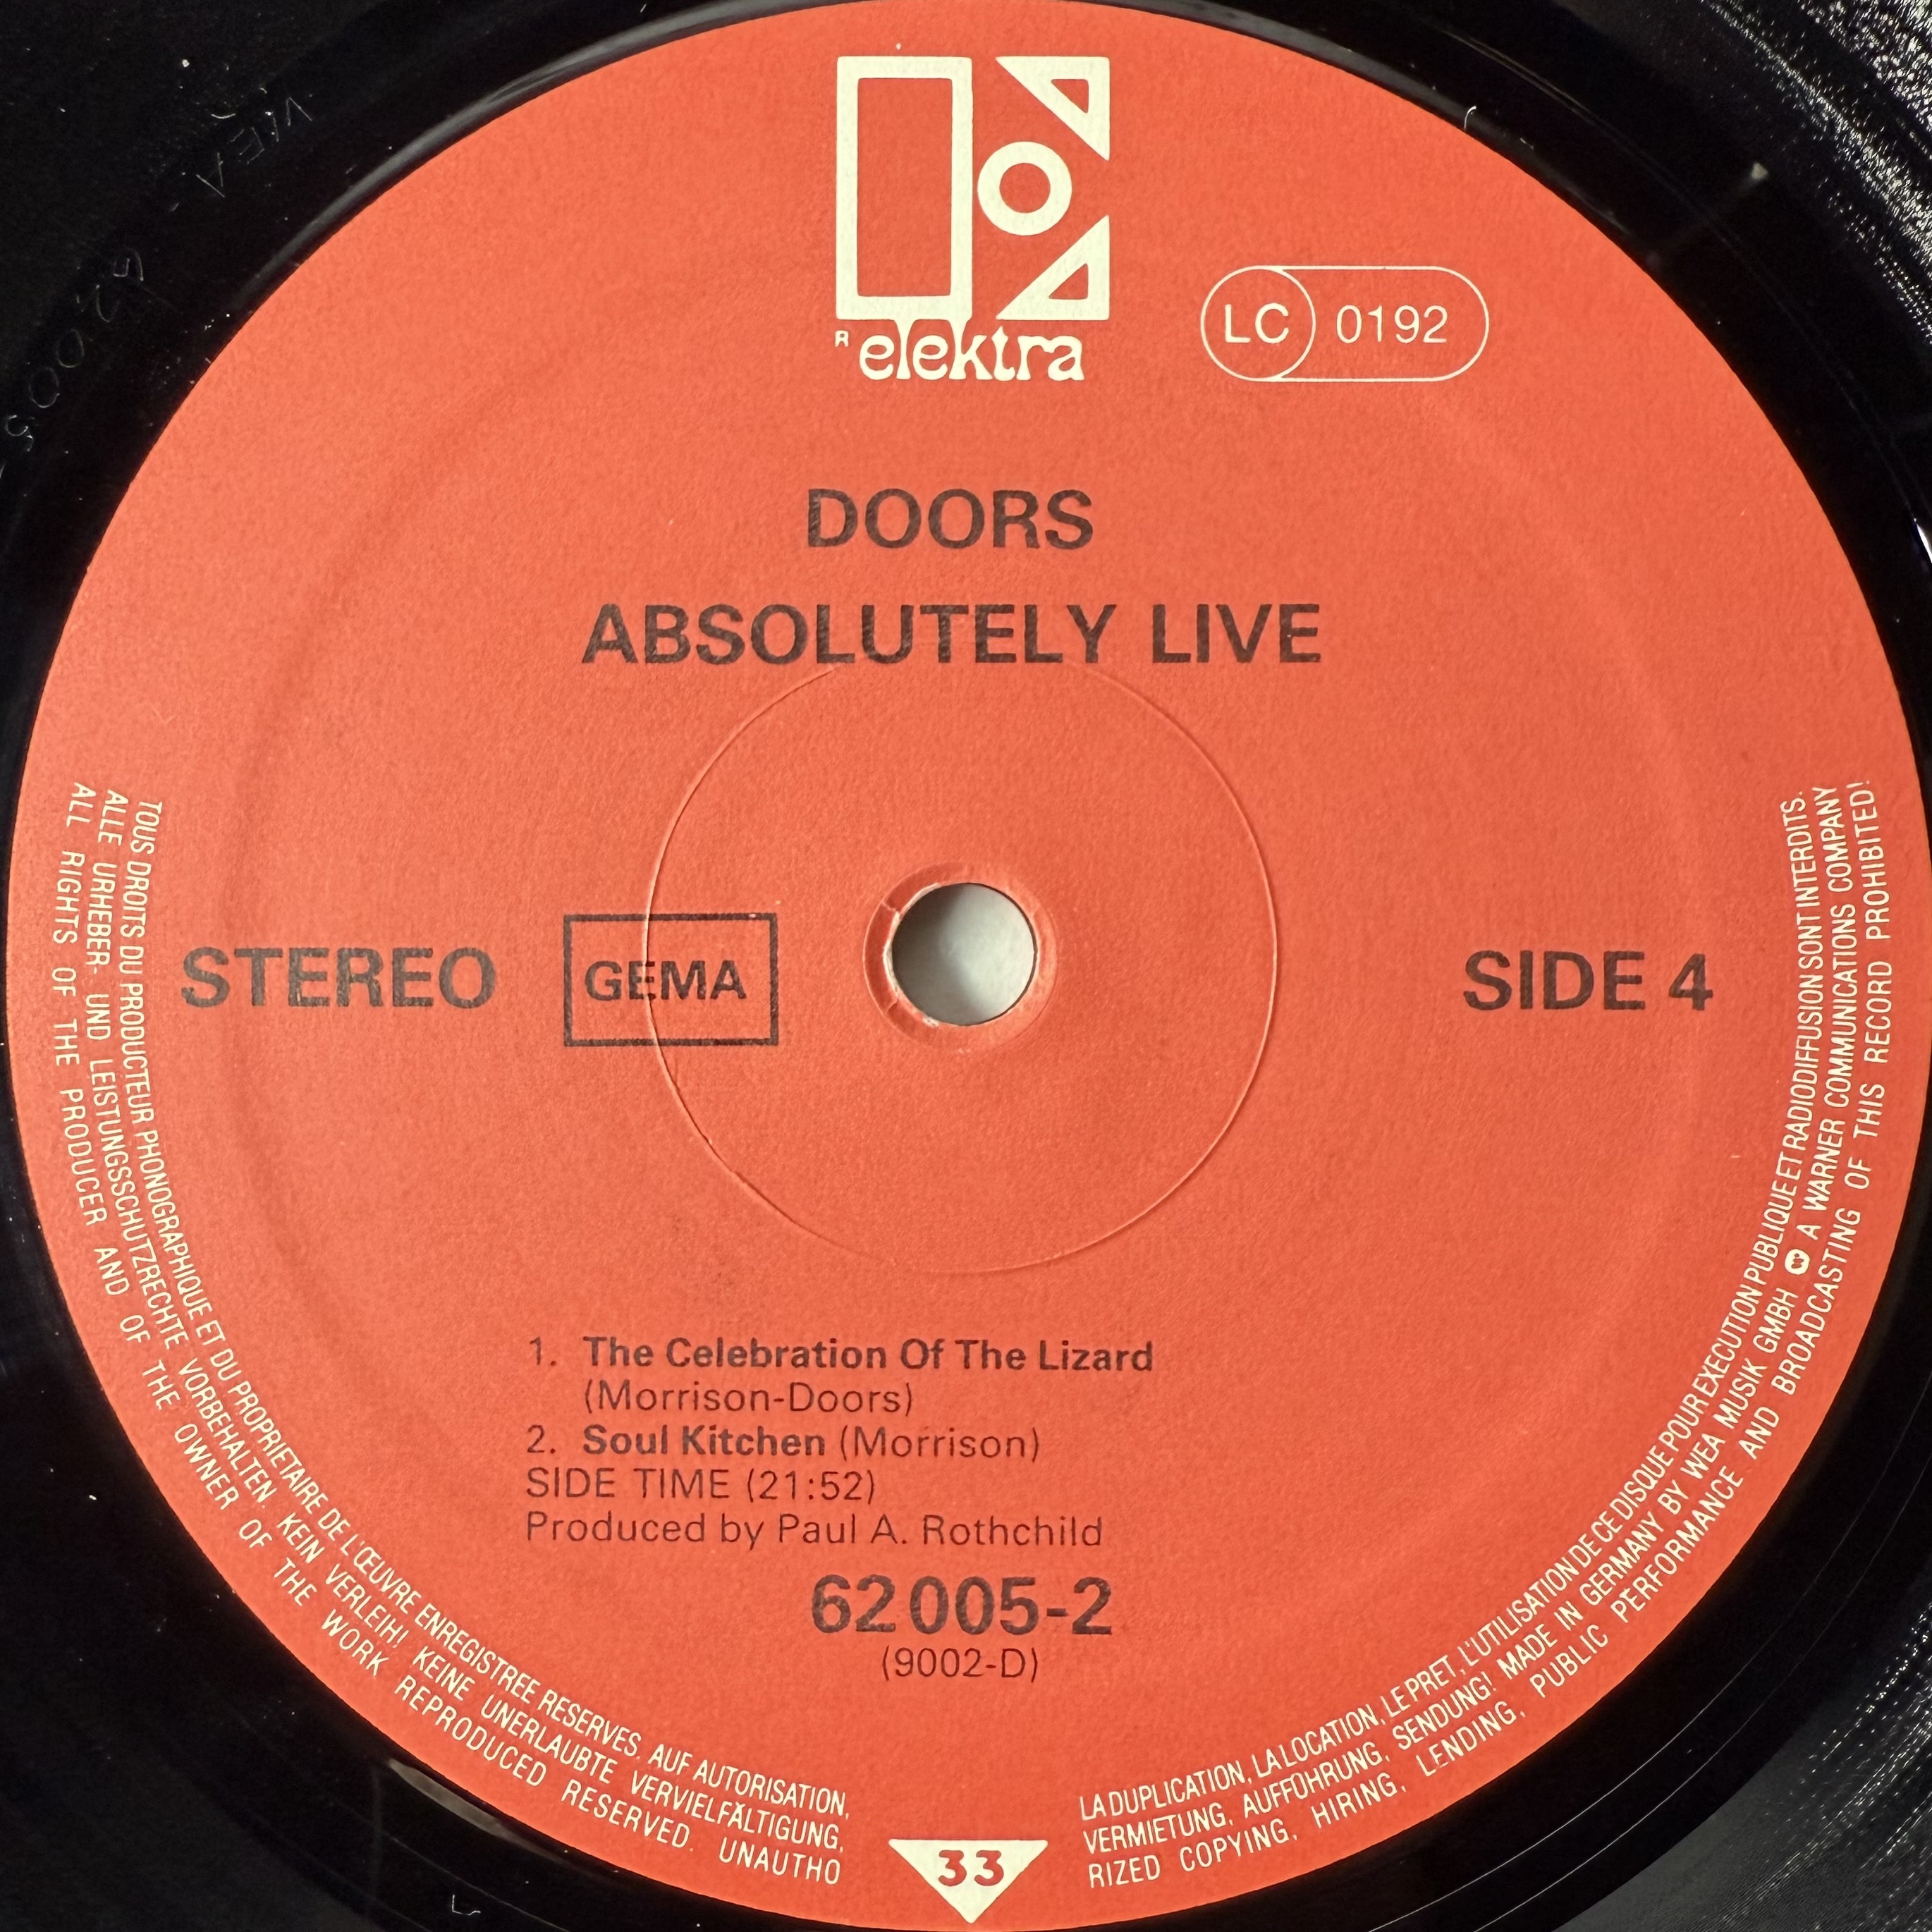 R elektra
LC 0192
DOORS
ABSOLUTELY LIVE
STEREO
GEMA
SIDE 4
1. The Celebration Of The Lizard
(Morrison-Doors)
2. Soul Kitchen (Morrison)
SIDE TIME (21:52)
Produced by Paul A. Rothchild
62 005-2
(9002-D)
33
TOUS DROITS DU PRODUCTEUR PHONOGRAPHIQUE ET DU PROPRIETAIRE DE L'ŒUVRE ENREGISTREE RESERVES. AUF AUTORISATION, LA DUPLICATION, LA LOCATION, LE PRET, L'UTILISATION DE CE DISQUE POUR EXECUTION PUBLIQUE ET RADIODIFFUSION SONT INTERDITS.
ALLE URHEBER- UND LEISTUNGSSCHUTZRECHTE VORBEHALTEN. KEIN VERLEIH! KEINE UNERLAUBTE VERVIELFÄLTIGUNG, VERMIETUNG, AUFFÜHRUNG, SENDUNG! MADE IN GERMANY BY WEA MUSIK GMBH W A WARNER COMMUNICATIONS COMPANY
ALL RIGHTS OF THE PRODUCER AND OF THE OWNER OF THE WORK REPRODUCED RESERVED. UNAUTHORIZED COPYING, HIRING, LENDING, PUBLIC PERFORMANCE AND BROADCASTING OF THIS RECORD PROHIBITED!
WEA
62005